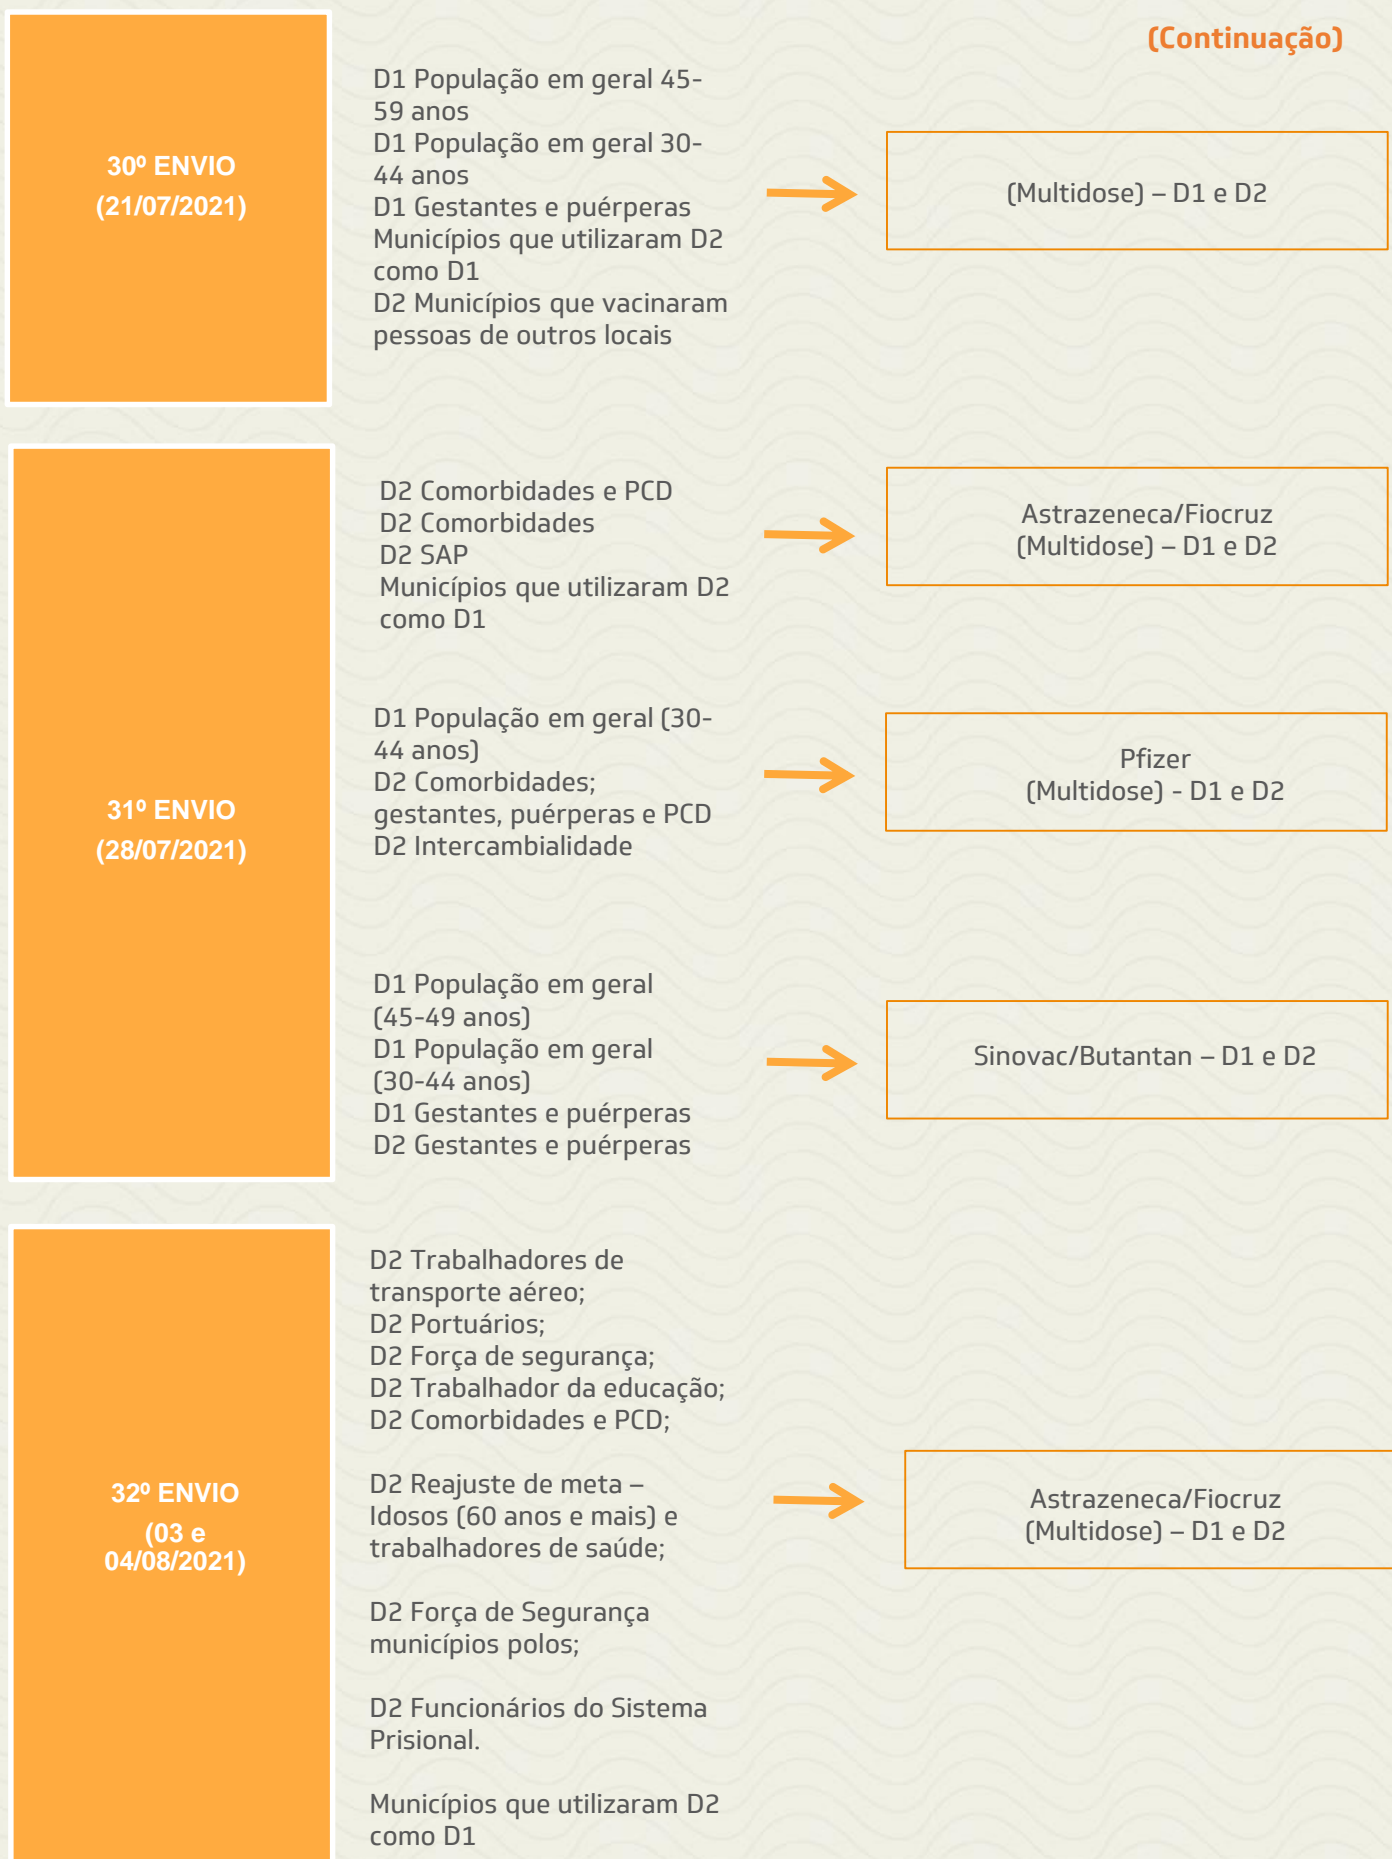 (Continuação)
30º ENVIO
(21/07/2021)
D1 População em geral 45-
59 anos
D1 População em geral 30-
44 anos
D1 Gestantes e puérperas
Municípios que utilizaram D2
como D1
D2 Municípios que vacinaram
pessoas de outros locais
(Multidose) – D1 e D2
31º ENVIO
(28/07/2021)
D2 Comorbidades e PCD
D2 Comorbidades
D2 SAP
Municípios que utilizaram D2
como D1
Astrazeneca/Fiocruz
(Multidose) – D1 e D2
D1 População em geral (30-
44 anos)
D2 Comorbidades;
gestantes, puérperas e PCD
D2 Intercambialidade
Pfizer
(Multidose) - D1 e D2
D1 População em geral
(45-49 anos)
D1 População em geral
(30-44 anos)
D1 Gestantes e puérperas
D2 Gestantes e puérperas
Sinovac/Butantan – D1 e D2
32º ENVIO
(03 e
04/08/2021)
D2 Trabalhadores de
transporte aéreo;
D2 Portuários;
D2 Força de segurança;
D2 Trabalhador da educação;
D2 Comorbidades e PCD;
D2 Reajuste de meta –
Idosos (60 anos e mais) e
trabalhadores de saúde;
D2 Força de Segurança
municípios polos;
D2 Funcionários do Sistema
Prisional.
Municípios que utilizaram D2
como D1
Astrazeneca/Fiocruz
(Multidose) – D1 e D2